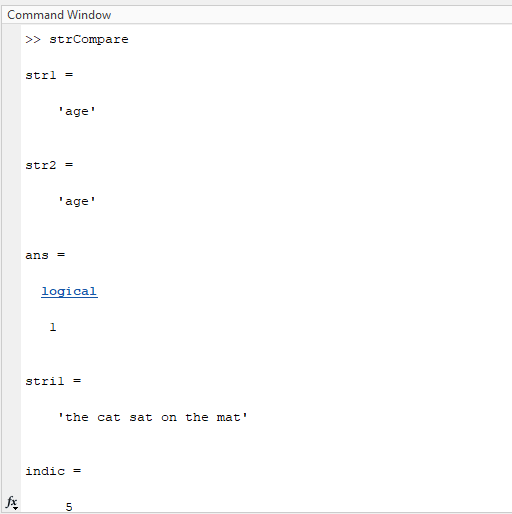 Command Window
>> strCompare
str1 =
'age'
str2 =
'age'
ans =
logical
1
stri1 =
'the cat sat on the mat'
indic =
5
fx